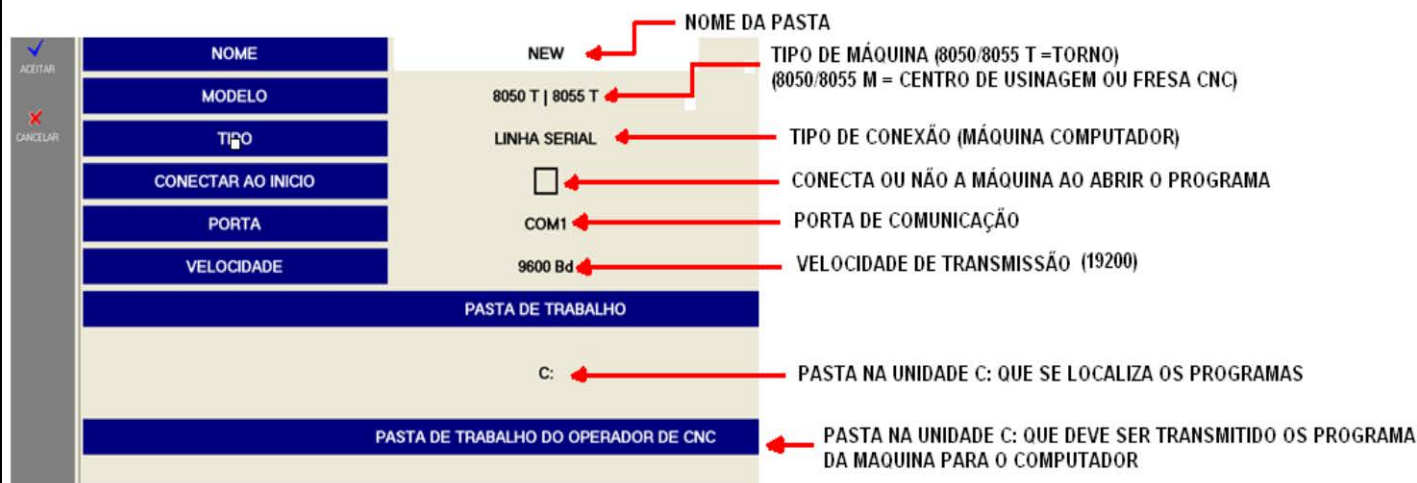 NOME DA PASTA
ACEITAR
NOME NEW
TIPO DE MÁQUINA (8050/8055 T =TORNO)
(8050/8055 M = CENTRO DE USINAGEM OU FRESA CNC)
MODELO 8050 T | 8055 T
CANCELAR
TIPO LINHA SERIAL TIPO DE CONEXÃO (MÁQUINA COMPUTADOR)
CONECTAR AO INICIO CONECTA OU NÃO A MÁQUINA AO ABRIR O PROGRAMA
PORTA COM1 PORTA DE COMUNICAÇÃO
VELOCIDADE 9600 Bd VELOCIDADE DE TRANSMISSÃO (19200)
PASTA DE TRABALHO
C: PASTA NA UNIDADE C: QUE SE LOCALIZA OS PROGRAMAS
PASTA DE TRABALHO DO OPERADOR DE CNC PASTA NA UNIDADE C: QUE DEVE SER TRANSMITIDO OS PROGRAMA
DA MAQUINA PARA O COMPUTADOR